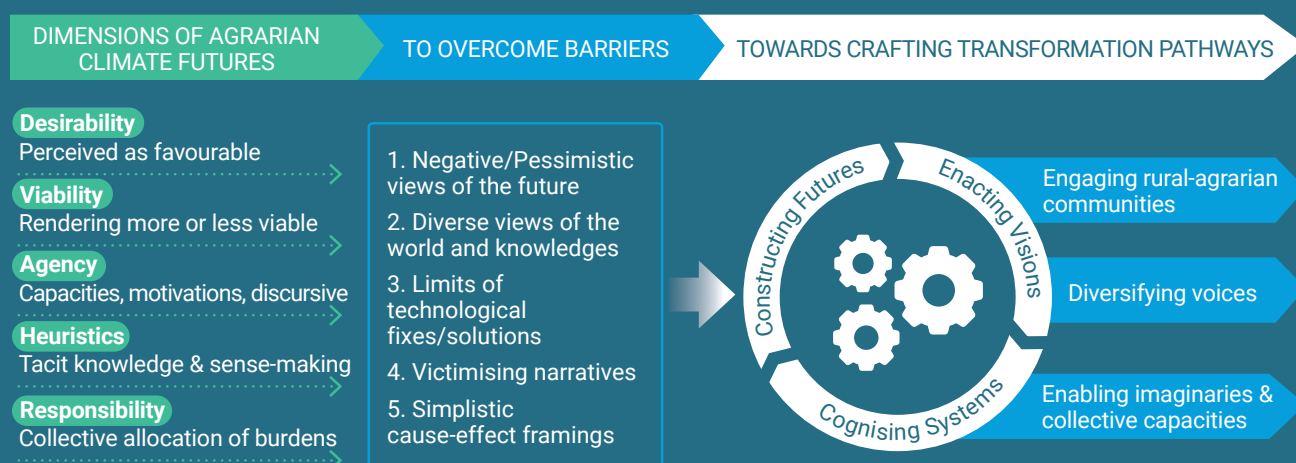 DIMENSIONS OF AGRARIAN
CLIMATE FUTURES
TO OVERCOME BARRIERS
TOWARDS CRAFTING TRANSFORMATION PATHWAYS
Desirability
Perceived as favourable
Viability
Rendering more or less viable
Agency
Capacities, motivations, discursive
Heuristics
Tacit knowledge & sense-making
Responsibility
Collective allocation of burdens
1. Negative/Pessimistic
views of the future
2. Diverse views of the
world and knowledges
3. Limits of
technological
fixes/solutions
4. Victimising narratives
5. Simplistic
cause-effect framings
Constructing Futures
Enacting Visions
Cognising Systems
Engaging rural-agrarian
communities
Diversifying voices
Enabling imaginaries &
collective capacities